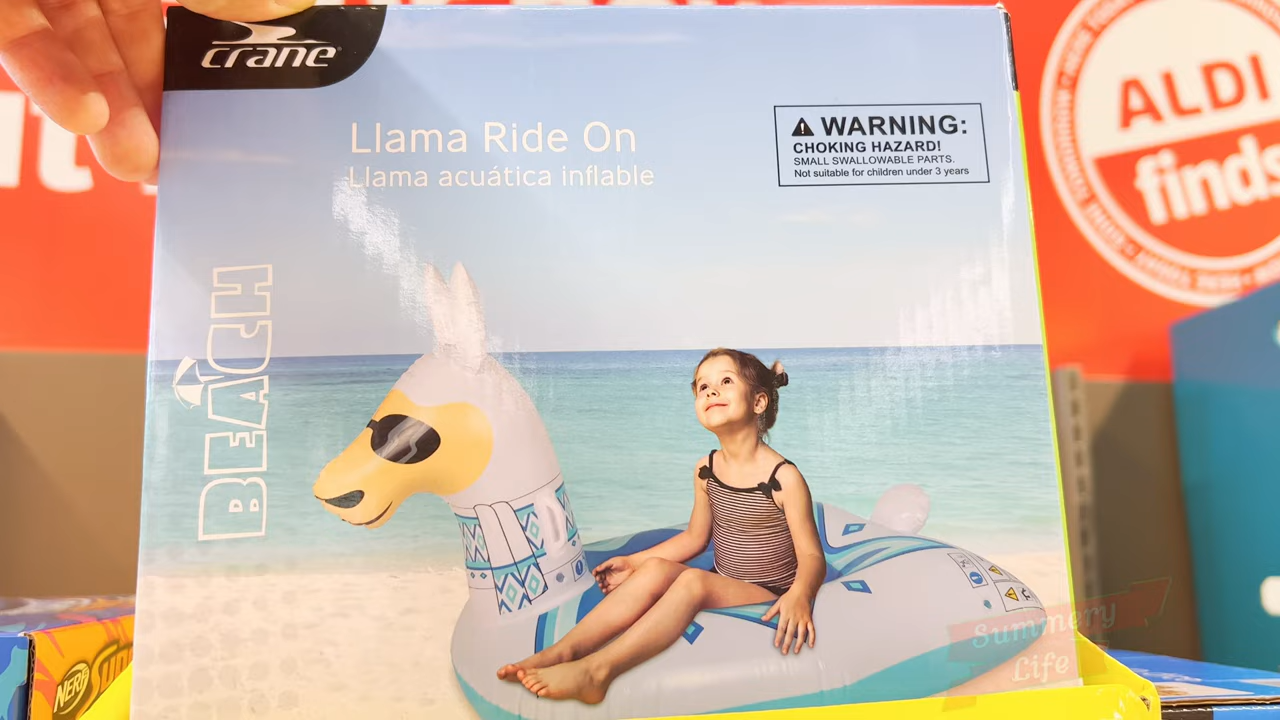 crane
Llama Ride On
Llama acuática inflable
WARNING:
CHOKING HAZARD!
SMALL SWALLOWABLE PARTS.
Not suitable for children under 3 years
BEACH
ALDI
finds
NERF
Summery
Life